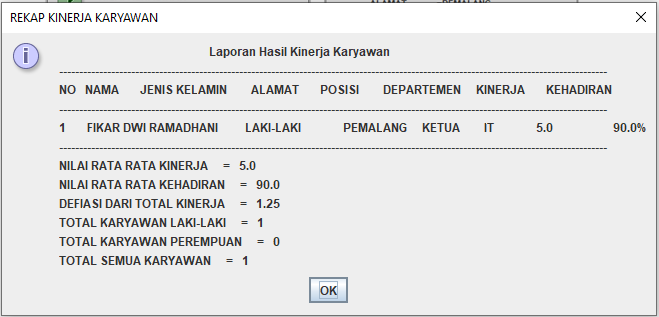 REKAP KINERJA KARYAWAN
Laporan Hasil Kinerja Karyawan
NO NAMA JENIS KELAMIN ALAMAT POSISI DEPARTEMEN KINERJA KEHADIRAN
1 FIKAR DWI RAMADHANI LAKI-LAKI PEMALANG KETUA IT 5.0 90.0%
NILAI RATA RATA KINERJA = 5.0
NILAI RATA RATA KEHADIRAN = 90.0
DEFIASI DARI TOTAL KINERJA = 1.25
TOTAL KARYAWAN LAKI-LAKI = 1
TOTAL KARYAWAN PEREMPUAN = 0
TOTAL SEMUA KARYAWAN = 1
OK